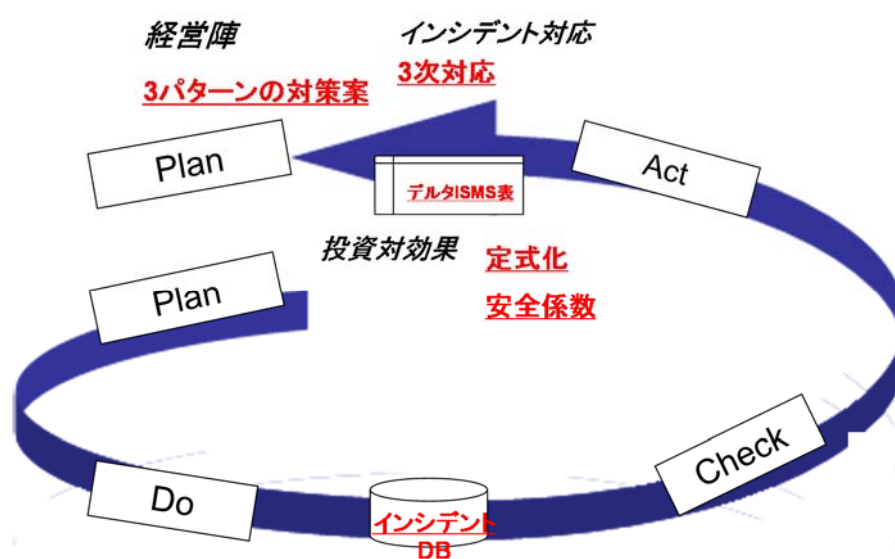 経営陣
インシデント対応
3パターンの対策案
3次対応
Plan
Act
デルタISMS表
投資対効果
定式化
Plan
安全係数
Check
Do
インシデント
DB